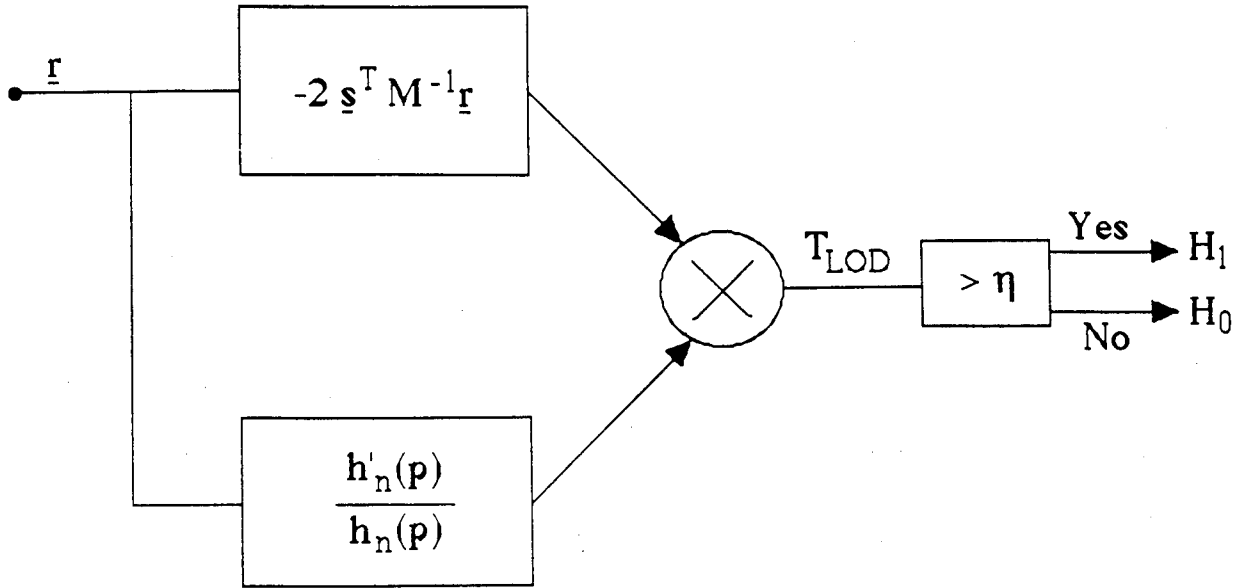 r
-2 s^T M^-1 r
T_LOD
> η
Yes
H_1
No
H_0
h'_n(p)
h_n(p)